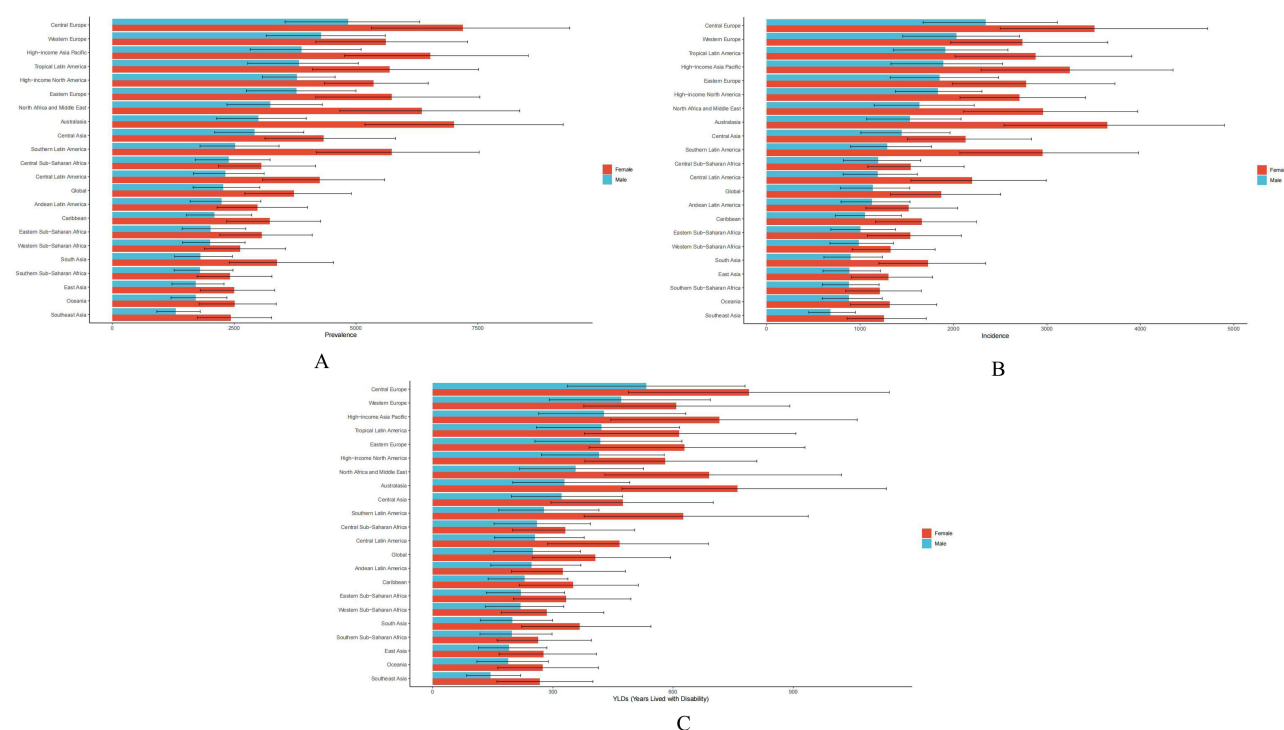 Central Europe
Western Europe
High−income Asia Pacific
Tropical Latin America
High−income North America
Eastern Europe
North Africa and Middle East
Australasia
Central Asia
Southern Latin America
Central Sub−Saharan Africa
Central Latin America
Global
Andean Latin America
Caribbean
Eastern Sub−Saharan Africa
Western Sub−Saharan Africa
South Asia
Southern Sub−Saharan Africa
East Asia
Oceania
Southeast Asia
0 2500 5000 7500
Prevalence
Female
Male
A
Central Europe
Western Europe
Tropical Latin America
High−income Asia Pacific
Eastern Europe
High−income North America
North Africa and Middle East
Australasia
Central Asia
Southern Latin America
Central Sub−Saharan Africa
Central Latin America
Global
Andean Latin America
Caribbean
Eastern Sub−Saharan Africa
Western Sub−Saharan Africa
South Asia
East Asia
Southern Sub−Saharan Africa
Oceania
Southeast Asia
0 1000 2000 3000 4000 5000
Incidence
Fema
Male
B
Central Europe
Western Europe
High−income Asia Pacific
Tropical Latin America
Eastern Europe
High−income North America
North Africa and Middle East
Australasia
Central Asia
Southern Latin America
Central Sub−Saharan Africa
Central Latin America
Global
Andean Latin America
Caribbean
Eastern Sub−Saharan Africa
Western Sub−Saharan Africa
South Asia
Southern Sub−Saharan Africa
East Asia
Oceania
Southeast Asia
0 300 600 900
YLDs (Years Lived with Disability)
Female
Male
C